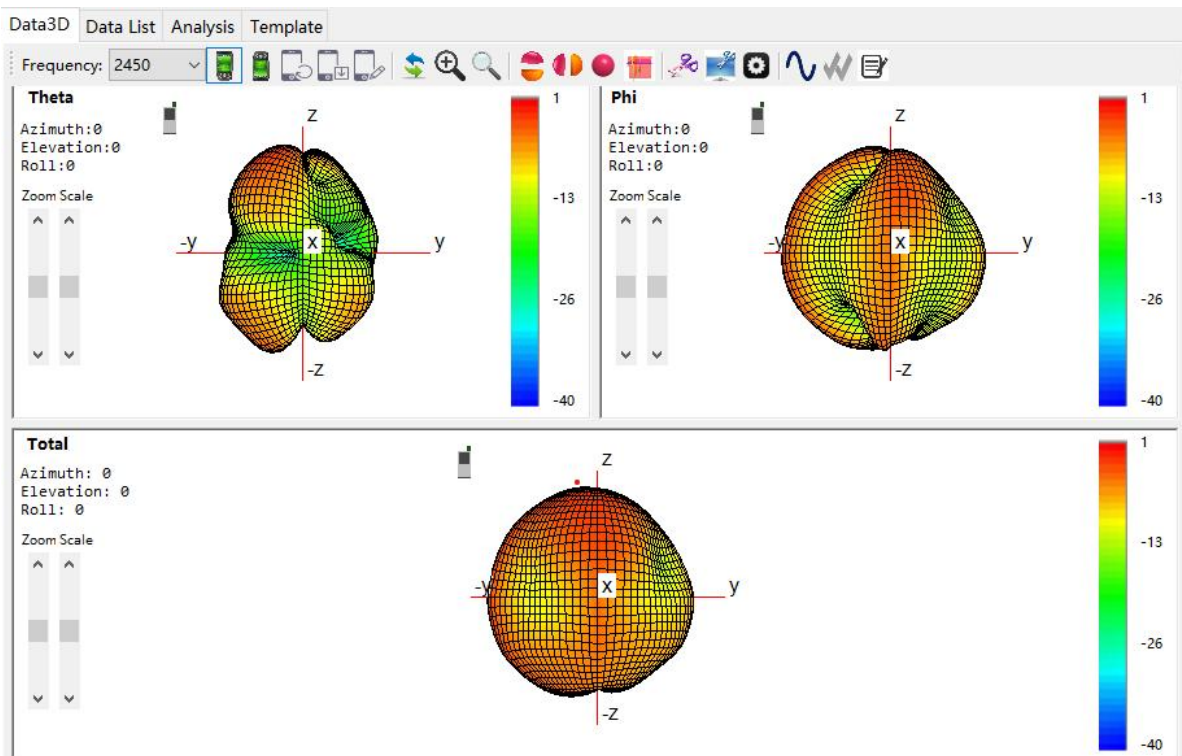 Data3D Data List Analysis Template
Frequency: 2450
Theta
Azimuth:0
Elevation:0
Roll:0
Zoom Scale
z
-y
x
y
-z
1
-13
-26
-40
Phi
Azimuth:0
Elevation:0
Roll:0
Zoom Scale
z
-y
x
y
-z
1
-13
-26
-40
Total
Azimuth: 0
Elevation: 0
Roll: 0
Zoom Scale
z
-y
x
y
-z
1
-13
-26
-40